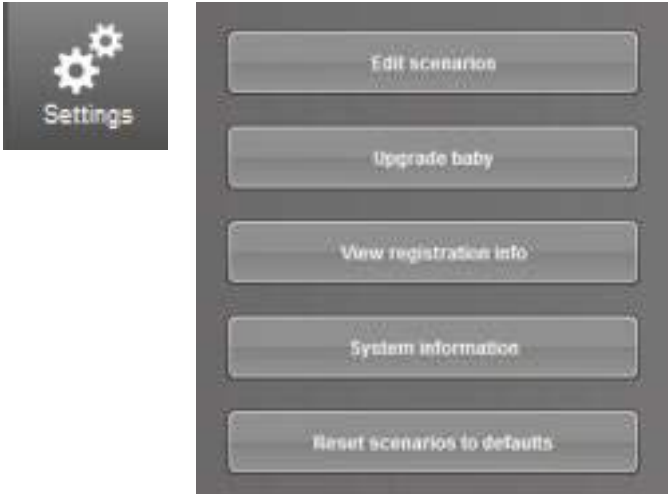 Settings
Edit scenarios
Upgrade baby
View registration info
System information
Reset scenarios to defaults